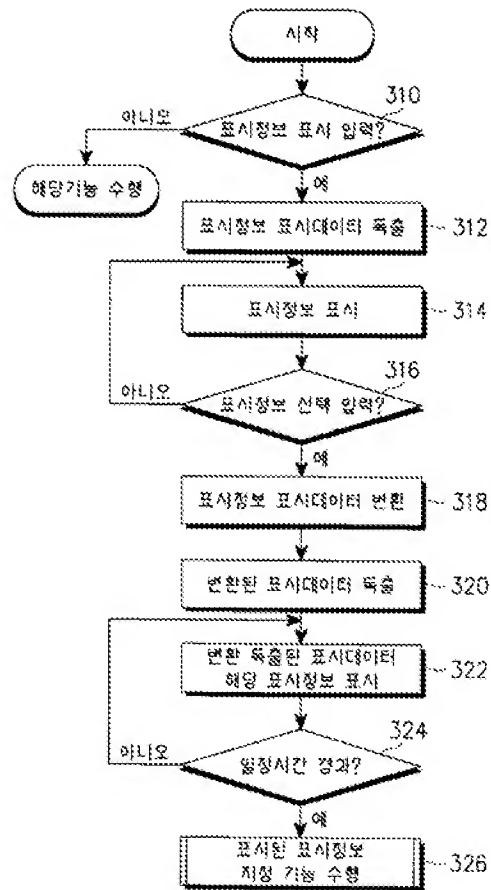 시작
310
아니오
표시정보 표시 입력?
해당기능 수행
예
표시정보 표시데이터 독출
312
표시정보 표시
314
316
아니오
표시정보 선택 입력?
예
표시정보 표시데이터 변환
318
변환된 표시데이터 독출
320
변환 독출된 표시데이터
해당 표시정보 표시
322
324
아니오
일정시간 경과?
예
표시된 표시정보
지정 기능 수행
326